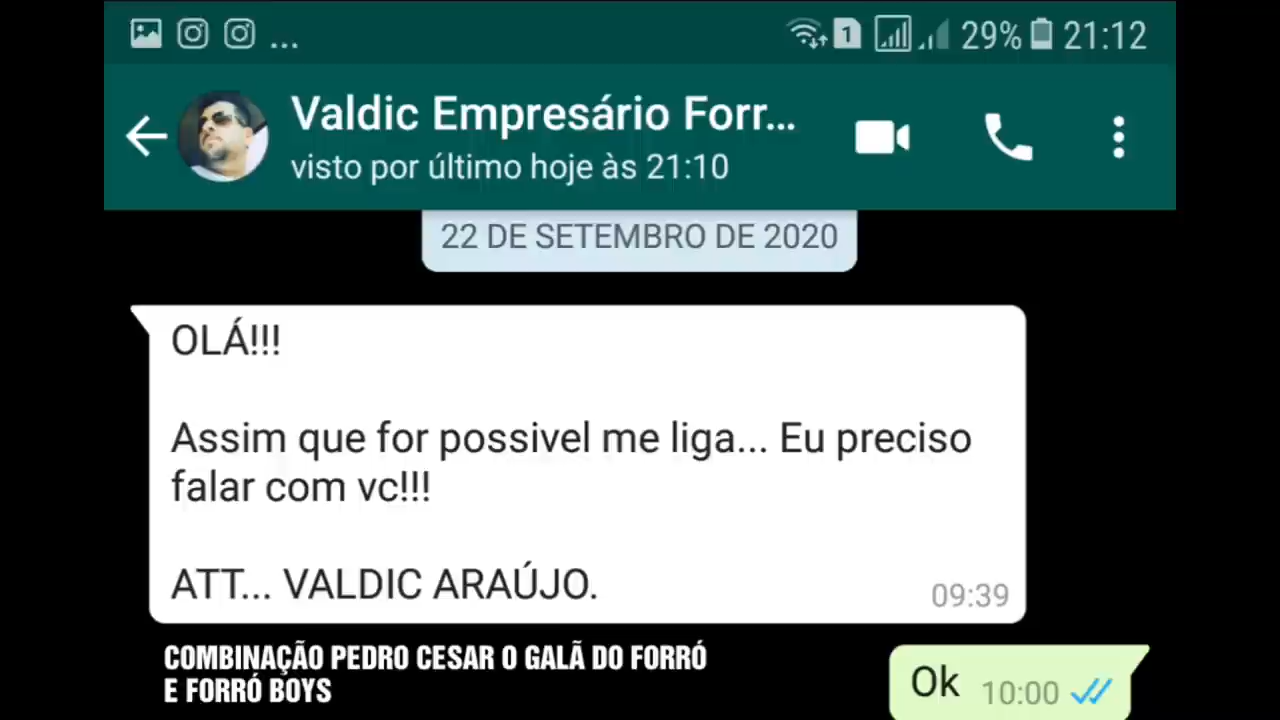 ... 1 29% 21:12
Valdic Empresário Forr...
visto por último hoje às 21:10
22 DE SETEMBRO DE 2020
OLÁ!!!
Assim que for possivel me liga... Eu preciso
falar com vc!!!
ATT... VALDIC ARAÚJO.
09:39
COMBINAÇÃO PEDRO CESAR O GALÃ DO FORRÓ
E FORRÓ BOYS
Ok 10:00